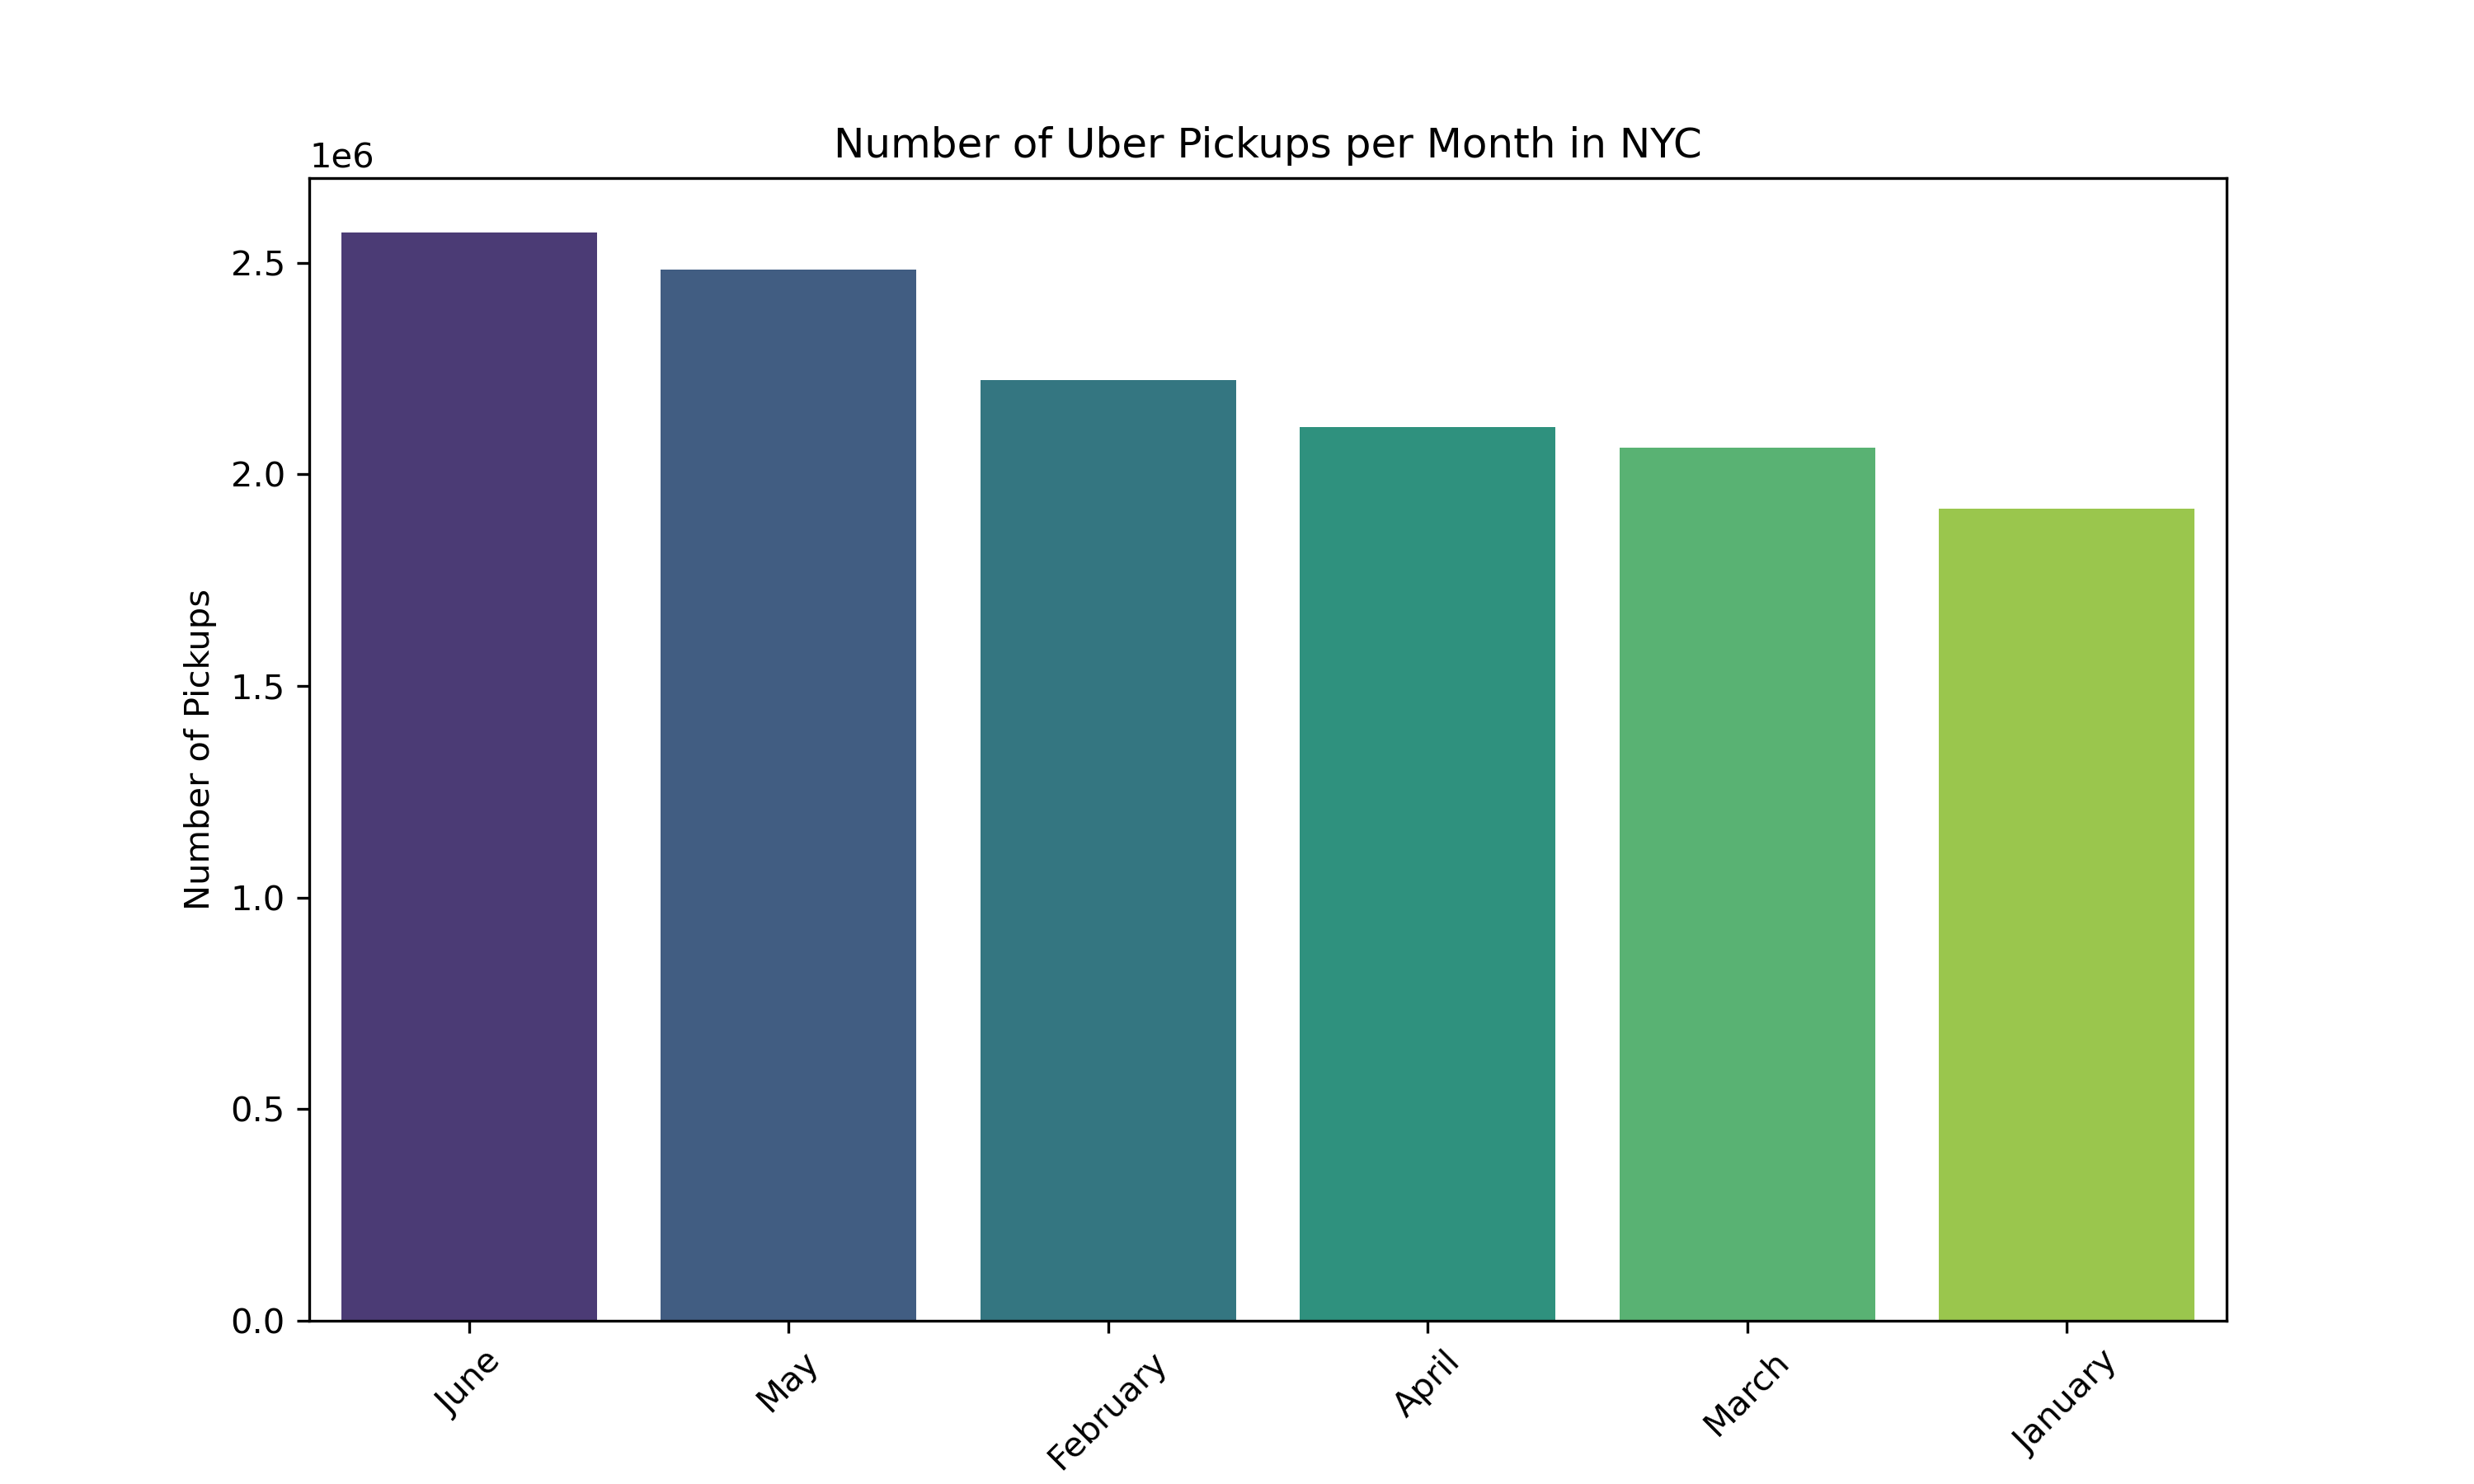 Number of Uber Pickups per Month in NYC
1e6
2.5
2.0
1.5
1.0
0.5
0.0
Number of Pickups
June
May
February
April
March
January